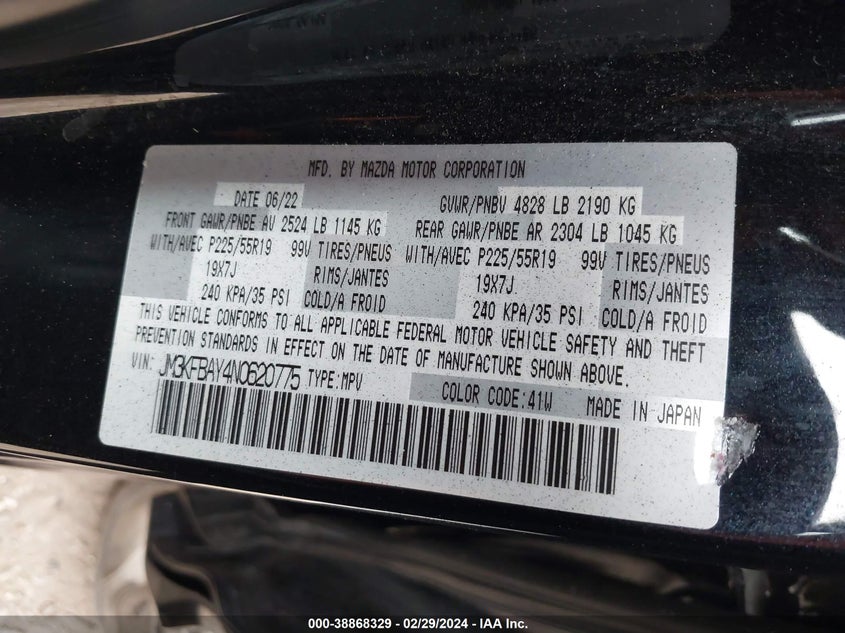 MFD. BY MAZDA MOTOR CORPORATION
DATE 06/22 GVWR/PNBV 4828 LB 2190 KG
FRONT GAWR/PNBE AV 2524 LB 1145 KG REAR GAWR/PNBE AR 2304 LB 1045 KG
WITH/AVEC P225/55R19 99V TIRES/PNEUS WITH/AVEC P225/55R19 99V TIRES/PNEUS
19X7J RIMS/JANTES 19X7J RIMS/JANTES
240 KPA/35 PSI COLD/A FROID 240 KPA/35 PSI COLD/A FROID
THIS VEHICLE CONFORMS TO ALL APPLICABLE FEDERAL MOTOR VEHICLE SAFETY AND THEFT
PREVENTION STANDARDS IN EFFECT ON THE DATE OF MANUFACTURE SHOWN ABOVE.
VIN: JM3KFBAY4N0620775 TYPE:MPV COLOR CODE:41W MADE IN JAPAN
000-38868329 / 02/29/2024 - IAA Inc.